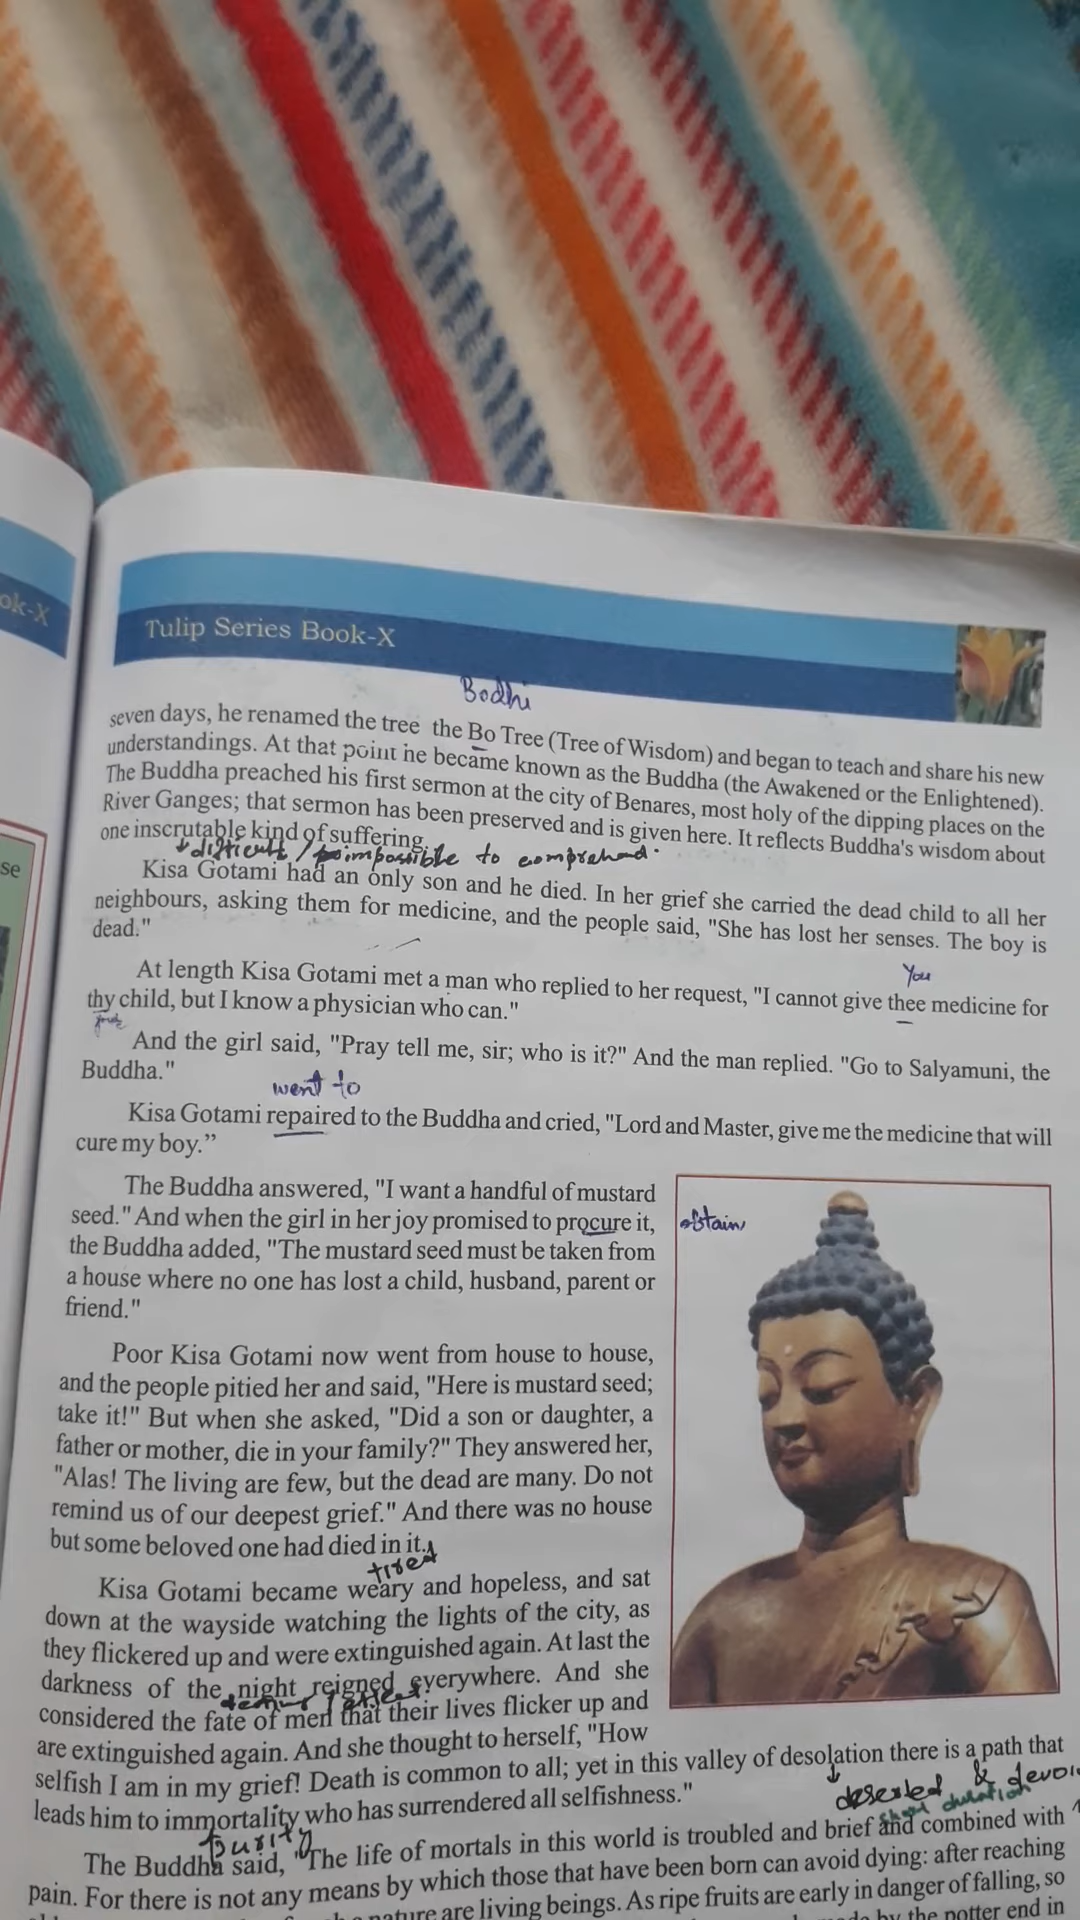 ok-X
se
Tulip Series Book-X
Bodhi
seven days, he renamed the tree the Bo Tree (Tree of Wisdom) and began to teach and share his new
understandings. At that point he became known as the Buddha (the Awakened or the Enlightened).
The Buddha preached his first sermon at the city of Benares, most holy of the dipping places on the
River Ganges; that sermon has been preserved and is given here. It reflects Buddha's wisdom about
one inscrutable kind of suffering.
difficult / impossible to comprehend.
Kisa Gotami had an only son and he died. In her grief she carried the dead child to all her
neighbours, asking them for medicine, and the people said, "She has lost her senses. The boy is
dead."
You
At length Kisa Gotami met a man who replied to her request, "I cannot give thee medicine for
thy child, but I know a physician who can."
And the girl said, "Pray tell me, sir; who is it?" And the man replied. "Go to Salyamuni, the
Buddha."
went to
Kisa Gotami repaired to the Buddha and cried, "Lord and Master, give me the medicine that will
cure my boy.”
The Buddha answered, "I want a handful of mustard
seed." And when the girl in her joy promised to procure it,
obtain
the Buddha added, "The mustard seed must be taken from
a house where no one has lost a child, husband, parent or
friend."
Poor Kisa Gotami now went from house to house,
and the people pitied her and said, "Here is mustard seed;
take it!" But when she asked, "Did a son or daughter, a
father or mother, die in your family?" They answered her,
"Alas! The living are few, but the dead are many. Do not
remind us of our deepest grief." And there was no house
but some beloved one had died in it.
tired
Kisa Gotami became weary and hopeless, and sat
down at the wayside watching the lights of the city, as
they flickered up and were extinguished again. At last the
darkness of the night reigned everywhere. And she
considered the fate of men that their lives flicker up and
are extinguished again. And she thought to herself, "How
selfish I am in my grief! Death is common to all; yet in this valley of desolation there is a path that
deserted & devoi
leads him to immortality who has surrendered all selfishness."
short duration
purity
The Buddha said, "The life of mortals in this world is troubled and brief and combined with
pain. For there is not any means by which those that have been born can avoid dying: after reaching
nature are living beings. As ripe fruits are early in danger of falling, so
by the potter end in